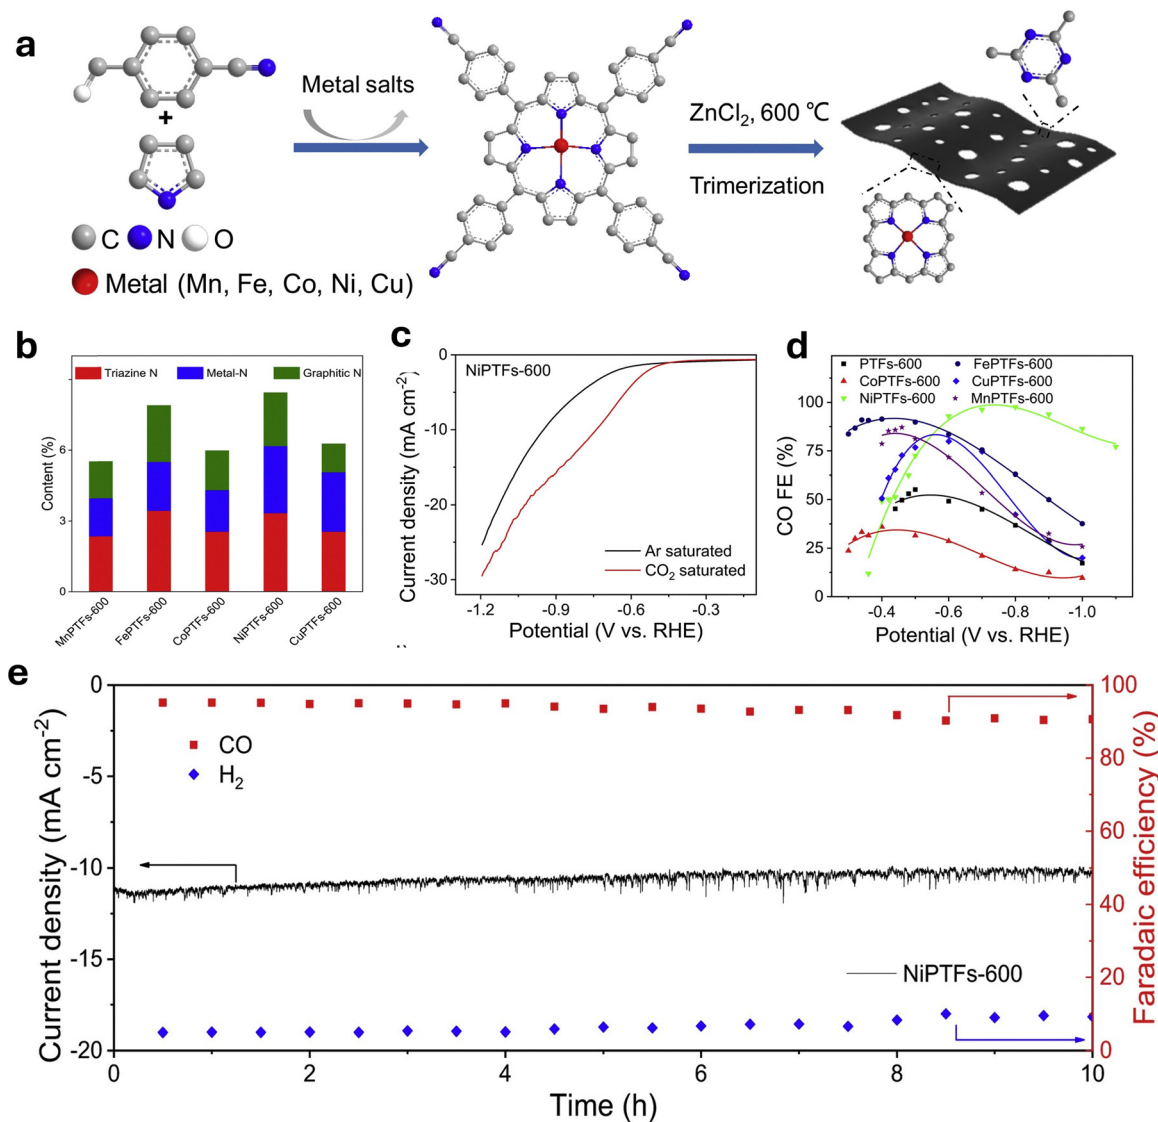 a
+
C N O
Metal (Mn, Fe, Co, Ni, Cu)
Metal salts
ZnCl2, 600 ℃
Trimerization
b
Triazine N Metal-N Graphitic N
Content (%)
6
3
0
MnPTFs-600
FePTFs-600
CoPTFs-600
NiPTFs-600
CuPTFs-600
c
NiPTFs-600
Current density (mA cm-2)
0
-10
-20
-30
Ar saturated
CO2 saturated
-1.2 -0.9 -0.6 -0.3
Potential (V vs. RHE)
d
PTFs-600 FePTFs-600
CoPTFs-600 CuPTFs-600
NiPTFs-600 MnPTFs-600
CO FE (%)
100
75
50
25
0
-0.4 -0.6 -0.8 -1.0
Potential (V vs. RHE)
e
Current density (mA cm-2)
0
-5
-10
-15
-20
CO
H2
NiPTFs-600
100
80
60
40
20
0
Faradaic efficiency (%)
0 2 4 6 8 10
Time (h)